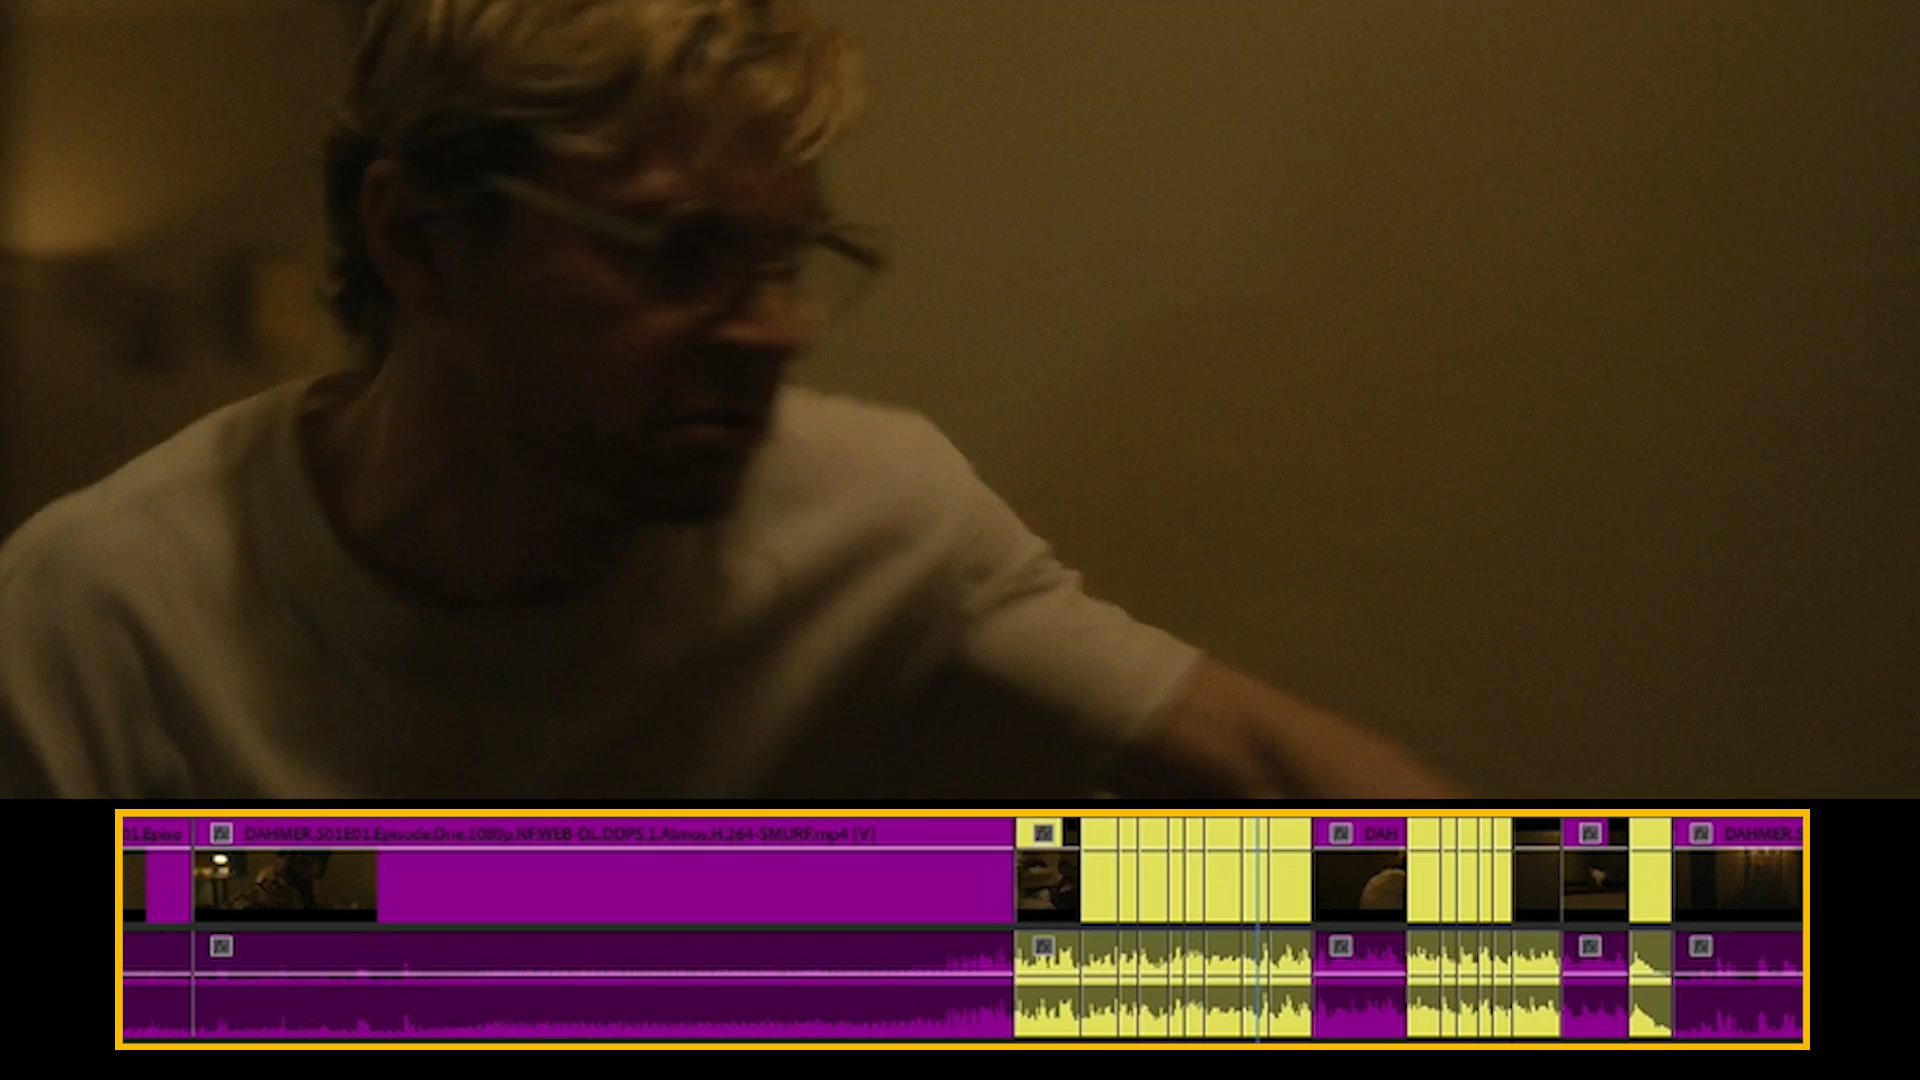 01.Episo
DAHMER.S01E01.Episode.One.1080p.NF.WEB-DL.DDP5.1.Atmos.H.264-SMURF.mp4 [V]
DAH
DAHMER.S